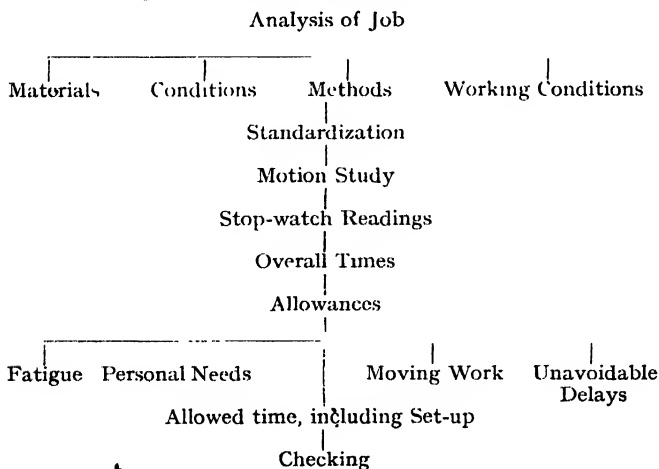 Analysis of Job
Materials Conditions Methods Working Conditions
Standardization
Motion Study
Stop-watch Readings
Overall Times
Allowances
Fatigue Personal Needs Moving Work Unavoidable
Delays
Allowed time, including Set-up
Checking